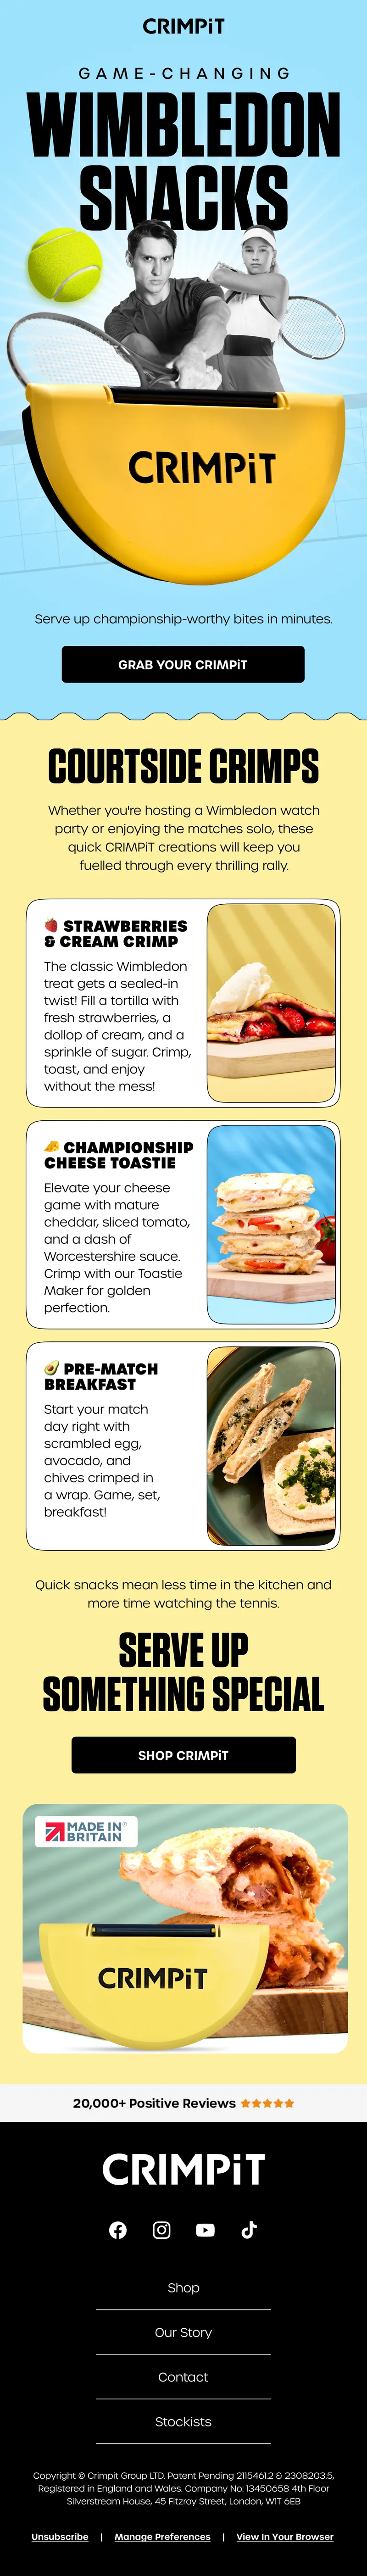 CRIMPiT
GAME-CHANGING
WIMBLEDON
SNACKS
CRIMPiT
Serve up championship-worthy bites in minutes.
GRAB YOUR CRIMPiT
COURTSIDE CRIMPS
Whether you're hosting a Wimbledon watch
party or enjoying the matches solo, these
quick CRIMPiT creations will keep you
fuelled through every thrilling rally.
🍓 STRAWBERRIES
& CREAM CRIMP
The classic Wimbledon
treat gets a sealed-in
twist! Fill a tortilla with
fresh strawberries, a
dollop of cream, and a
sprinkle of sugar. Crimp,
toast, and enjoy
without the mess!
🧀 CHAMPIONSHIP
CHEESE TOASTIE
Elevate your cheese
game with mature
cheddar, sliced tomato,
and a dash of
Worcestershire sauce.
Crimp with our Toastie
Maker for golden
perfection.
🥑 PRE-MATCH
BREAKFAST
Start your match
day right with
scrambled egg,
avocado, and
chives crimped in
a wrap. Game, set,
breakfast!
Quick snacks mean less time in the kitchen and
more time watching the tennis.
SERVE UP
SOMETHING SPECIAL
SHOP CRIMPiT
MADE IN®
BRITAIN
CRIMPiT
20,000+ Positive Reviews ★★★★★
CRIMPiT
Shop
Our Story
Contact
Stockists
Copyright © Crimpit Group LTD. Patent Pending 2115461.2 & 2308203.5,
Registered in England and Wales. Company No: 13450658 4th Floor
Silverstream House, 45 Fitzroy Street, London, W1T 6EB
Unsubscribe | Manage Preferences | View In Your Browser